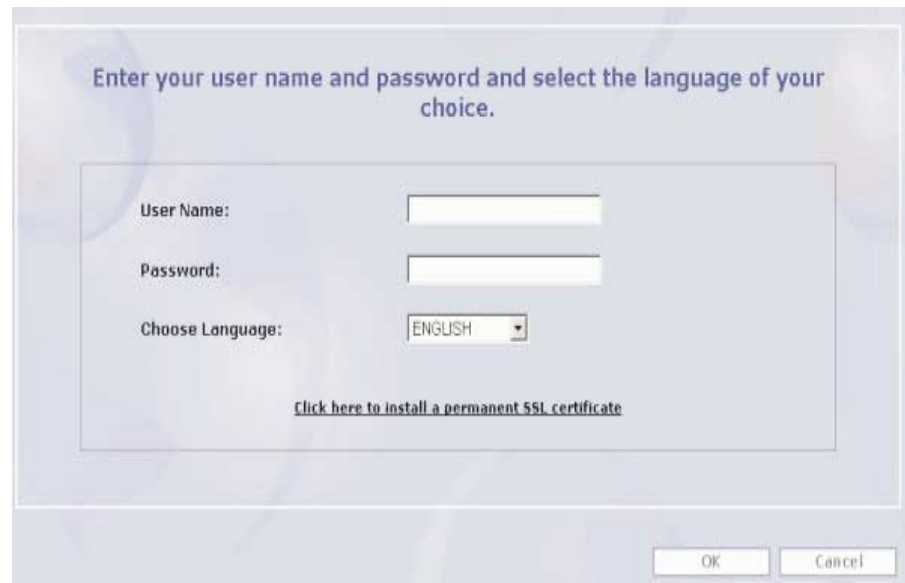 Enter your user name and password and select the language of your
choice.
User Name:
Password:
Choose Language:
ENGLISH
Click here to install a permanent SSL certificate
OK
Cancel